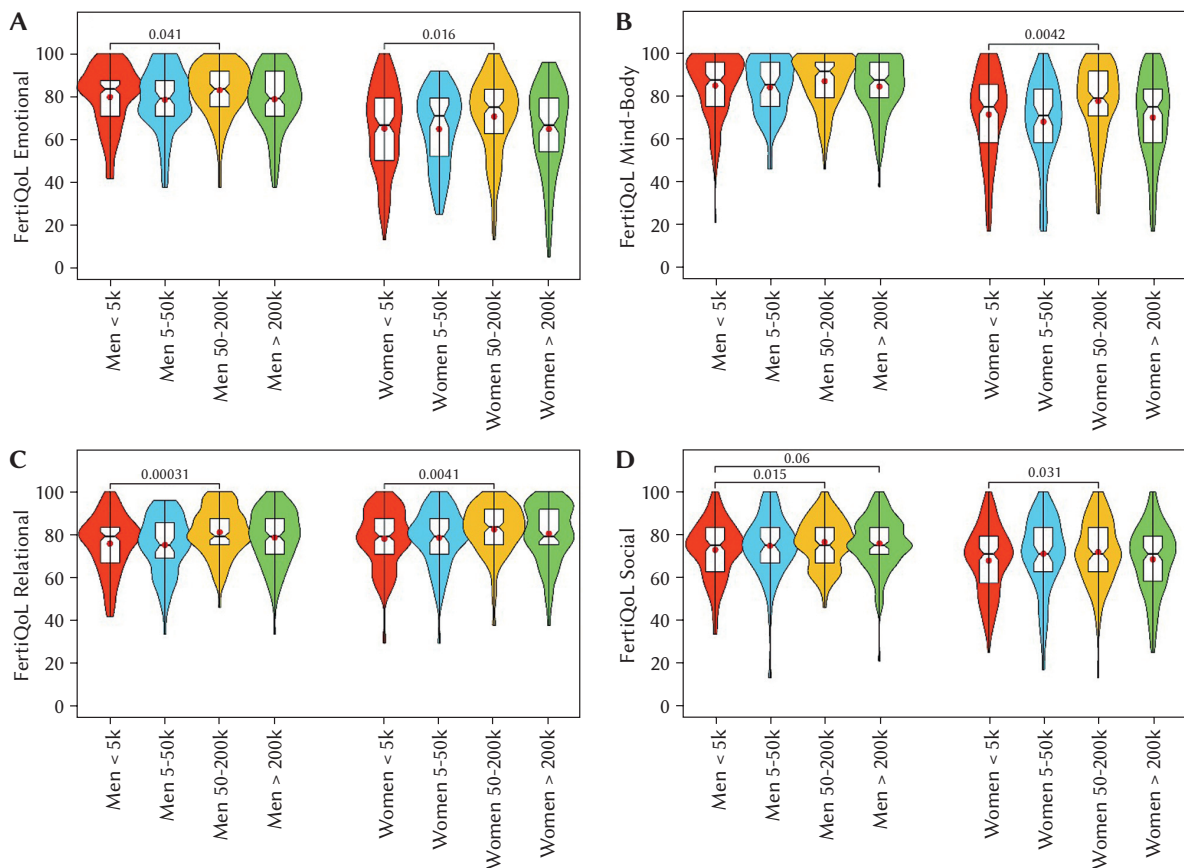 A
FertiQoL Emotional
100
80
60
40
20
0
0.041
0.016
Men < 5k
Men 5-50k
Men 50-200k
Men > 200k
Women < 5k
Women 5-50k
Women 50-200k
Women > 200k
B
FertiQoL Mind-Body
100
80
60
40
20
0
0.0042
Men < 5k
Men 5-50k
Men 50-200k
Men > 200k
Women < 5k
Women 5-50k
Women 50-200k
Women > 200k
C
FertiQoL Relational
100
80
60
40
20
0
0.00031
0.0041
Men < 5k
Men 5-50k
Men 50-200k
Men > 200k
Women < 5k
Women 5-50k
Women 50-200k
Women > 200k
D
FertiQoL Social
100
80
60
40
20
0
0.06
0.015
0.031
Men < 5k
Men 5-50k
Men 50-200k
Men > 200k
Women < 5k
Women 5-50k
Women 50-200k
Women > 200k